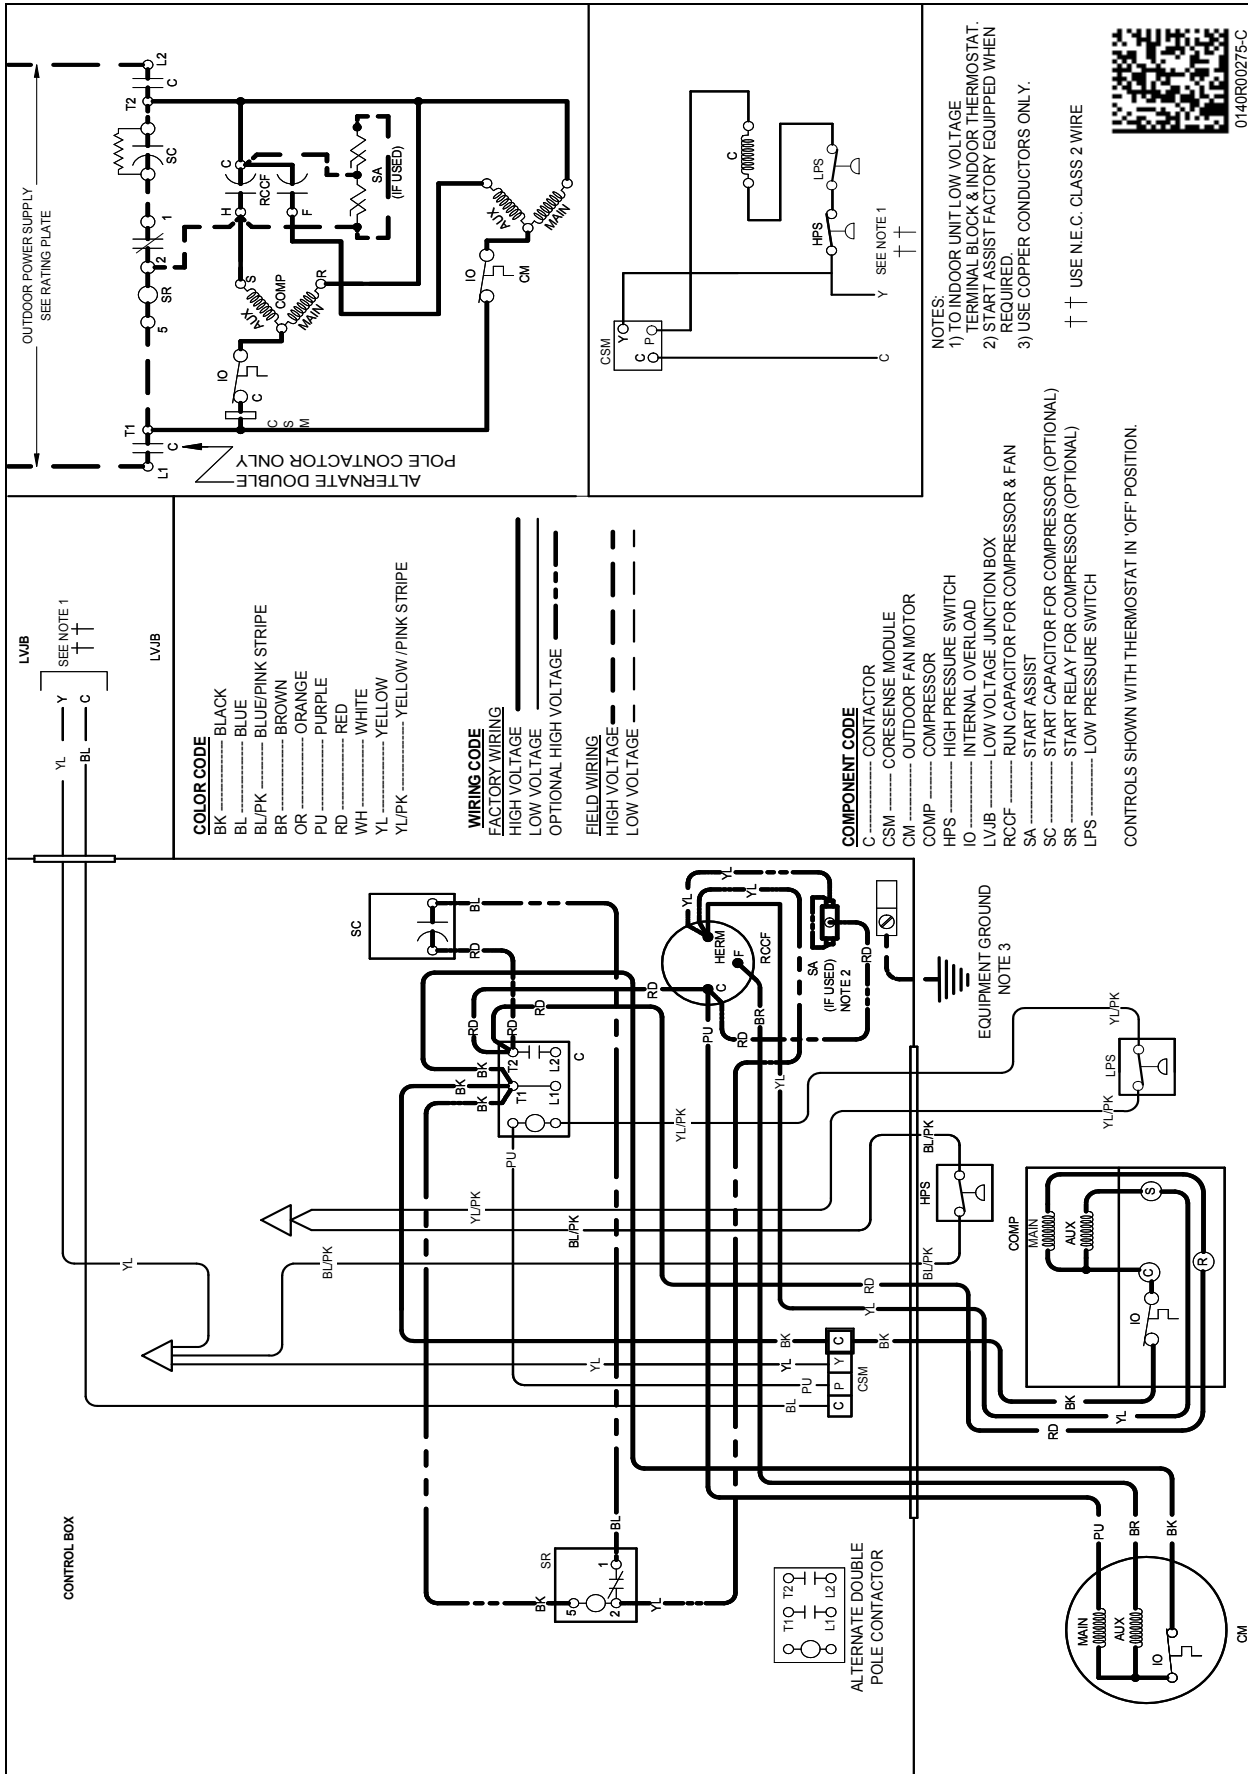 CONTROL BOX
LVJB
SEE NOTE 1
††
LVJB
Y
C
YL
BL
YL
BL/PK
YL/PK
BL/PK
SC
RD
BL
BK
BK
BK
RD
RD
RD
RD
RD
T2
T1
L2
L1
C
PU
YL/PK
HERM
F
C
RCCF
YL
YL
YL
SA
(IF USED)
NOTE 2
RD
RD
PU
BR
YL
EQUIPMENT GROUND
NOTE 3
SR
5
2
1
BK
YL
BL
BL
PU
YL
BK
C
P
Y
C
CSM
BK
RD
YL
BL/PK
BL/PK
HPS
YL/PK
YL/PK
LPS
COMP
MAIN
AUX
IO
C
S
R
BK
YL
RD
T1
T2
L1
L2
ALTERNATE DOUBLE
POLE CONTACTOR
PU
BR
BK
MAIN
AUX
IO
CM
COLOR CODE
BK ---------- BLACK
BL ---------- BLUE
BL/PK ---------- BLUE/PINK STRIPE
BR ---------- BROWN
OR ---------- ORANGE
PU ---------- PURPLE
RD ---------- RED
WH ---------- WHITE
YL ---------- YELLOW
YL/PK ---------- YELLOW /PINK STRIPE
WIRING CODE
FACTORY WIRING
HIGH VOLTAGE
LOW VOLTAGE
OPTIONAL HIGH VOLTAGE
FIELD WIRING
HIGH VOLTAGE
LOW VOLTAGE
COMPONENT CODE
C ---------- CONTACTOR
CSM ---------- CORESENSE MODULE
CM ---------- OUTDOOR FAN MOTOR
COMP ---------- COMPRESSOR
HPS ---------- HIGH PRESSURE SWITCH
IO ---------- INTERNAL OVERLOAD
LVJB ---------- LOW VOLTAGE JUNCTION BOX
RCCF ---------- RUN CAPACITOR FOR COMPRESSOR & FAN
SA ---------- START ASSIST
SC ---------- START CAPACITOR FOR COMPRESSOR (OPTIONAL)
SR ---------- START RELAY FOR COMPRESSOR (OPTIONAL)
LPS ---------- LOW PRESSURE SWITCH
CONTROLS SHOWN WITH THERMOSTAT IN 'OFF' POSITION.
OUTDOOR POWER SUPPLY
SEE RATING PLATE
L1
C
T1
5
SR
2
1
SC
T2
C
L2
ALTERNATE DOUBLE
POLE CONTACTOR ONLY
C
S
M
C
IO
AUX
S
COMP
MAIN
R
H
C
RCCF
F
SA
(IF USED)
IO
CM
AUX
MAIN
CSM
Y
C
P
C
HPS
LPS
SEE NOTE 1
††
Y
C
NOTES:
1) TO INDOOR UNIT LOW VOLTAGE
TERMINAL BLOCK & INDOOR THERMOSTAT.
2) START ASSIST FACTORY EQUIPPED WHEN
REQUIRED.
3) USE COPPER CONDUCTORS ONLY.
†† USE N.E.C. CLASS 2 WIRE
0140R00275-C